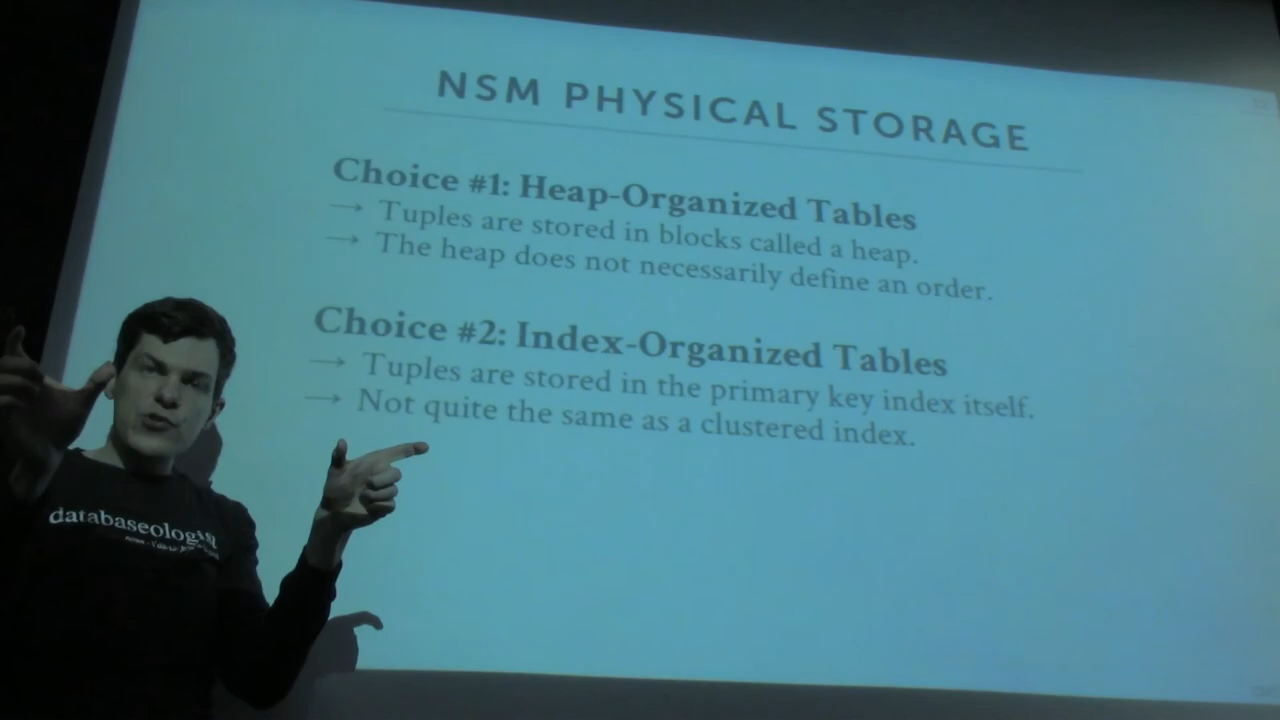 NSM PHYSICAL STORAGE
Choice #1: Heap-Organized Tables
→ Tuples are stored in blocks called a heap.
→ The heap does not necessarily define an order.
Choice #2: Index-Organized Tables
→ Tuples are stored in the primary key index itself.
→ Not quite the same as a clustered index.
databaseologist